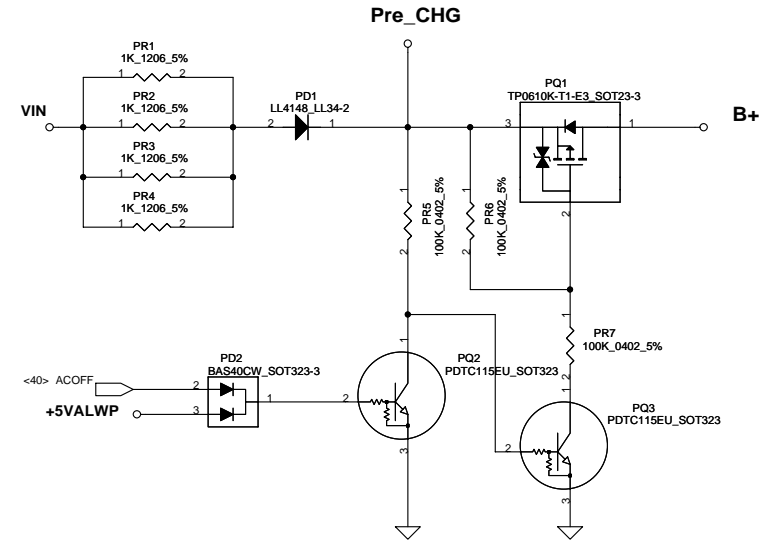 Pre_CHG
PR1
1K_1206_5%
1 2
PR2
1K_1206_5%
1 2
VIN
PR3
1K_1206_5%
1 2
PR4
1K_1206_5%
1 2
PD1
LL4148_LL34-2
2 1
PQ1
TP0610K-T1-E3_SOT23-3
3 1
2
B+
1
PR5
100K_0402_5%
2
1
PR6
100K_0402_5%
2
1
PR7
100K_0402_5%
2
PD2
BAS40CW_SOT323-3
<40> ACOFF
2
+5VALWP
3
1
PQ2
PDTC115EU_SOT323
1
2
3
PQ3
PDTC115EU_SOT323
1
2
3